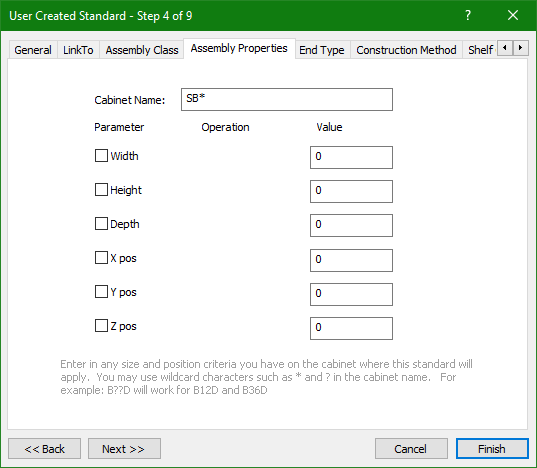 User Created Standard - Step 4 of 9
General LinkTo Assembly Class Assembly Properties End Type Construction Method Shelf
Cabinet Name: SB*
Parameter Operation Value
Width 0
Height 0
Depth 0
X pos 0
Y pos 0
Z pos 0
Enter in any size and position criteria you have on the cabinet where this standard will
apply. You may use wildcard characters such as * and ? in the cabinet name. For
example: B??D will work for B12D and B36D
<< Back Next >> Cancel Finish